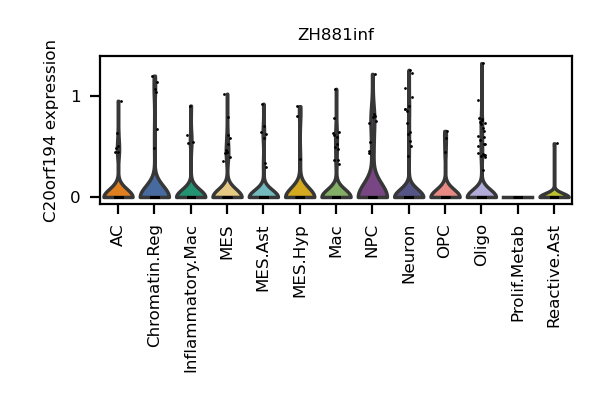 ZH881inf
C20orf194 expression
1
0
AC
Chromatin.Reg
Inflammatory.Mac
MES
MES.Ast
MES.Hyp
Mac
NPC
Neuron
OPC
Oligo
Prolif.Metab
Reactive.Ast